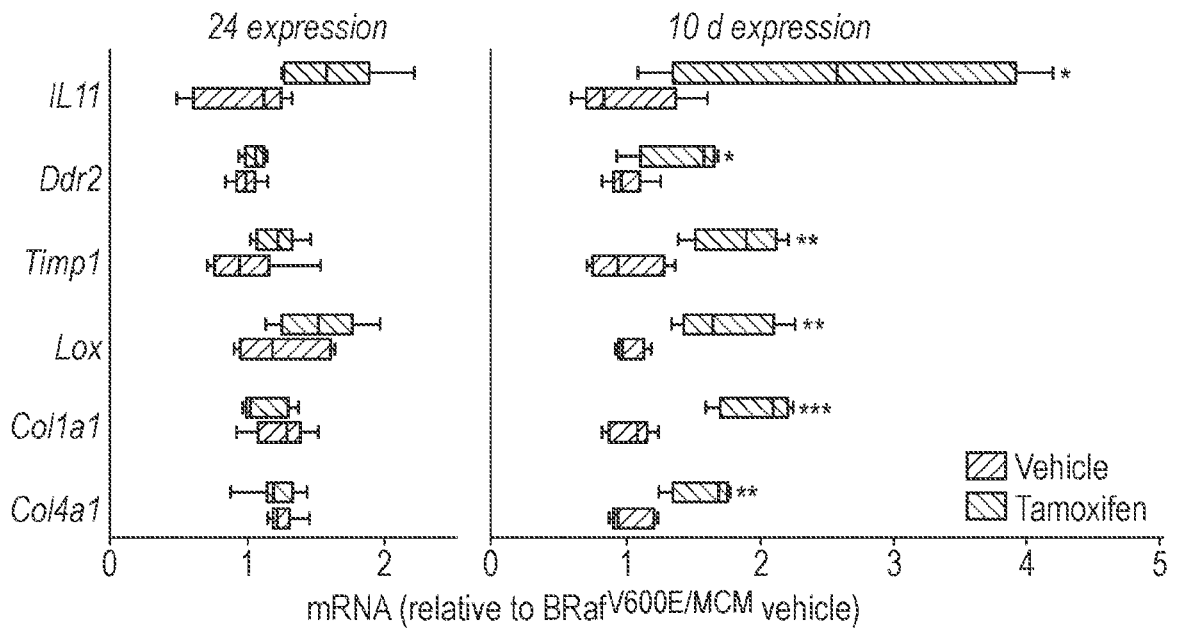 24 expression
10 d expression
IL11
Ddr2
Timp1
Lox
Col1a1
Col4a1
*
*
**
**
***
**
Vehicle
Tamoxifen
0 1 2
0 1 2 3 4 5
mRNA (relative to BRafV600E/MCM vehicle)